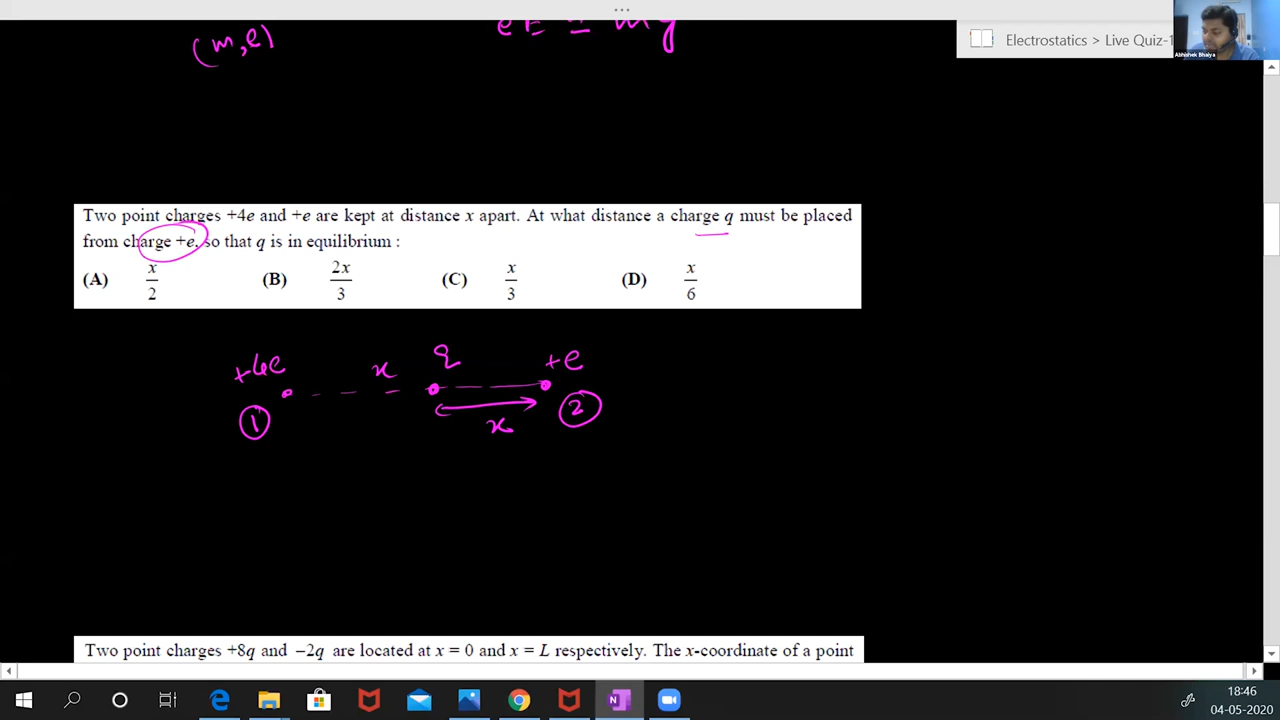 (m,e)
eE = mg
Electrostatics > Live Quiz-1
Abhishek Bhaiya
Two point charges +4e and +e are kept at distance x apart. At what distance a charge q must be placed
from charge +e, so that q is in equilibrium :
(A) x/2 (B) 2x/3 (C) x/3 (D) x/6
+4e x q +e
1 2
x
Two point charges +8q and −2q are located at x = 0 and x = L respectively. The x-coordinate of a point
18:46
04-05-2020